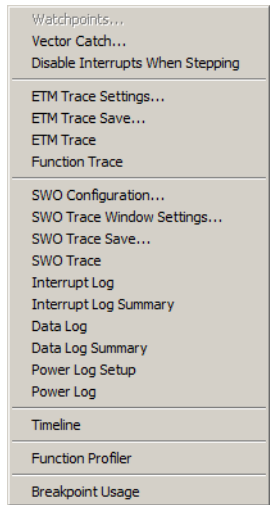 Watchpoints...
Vector Catch...
Disable Interrupts When Stepping
ETM Trace Settings...
ETM Trace Save...
ETM Trace
Function Trace
SWO Configuration...
SWO Trace Window Settings...
SWO Trace Save...
SWO Trace
Interrupt Log
Interrupt Log Summary
Data Log
Data Log Summary
Power Log Setup
Power Log
Timeline
Function Profiler
Breakpoint Usage